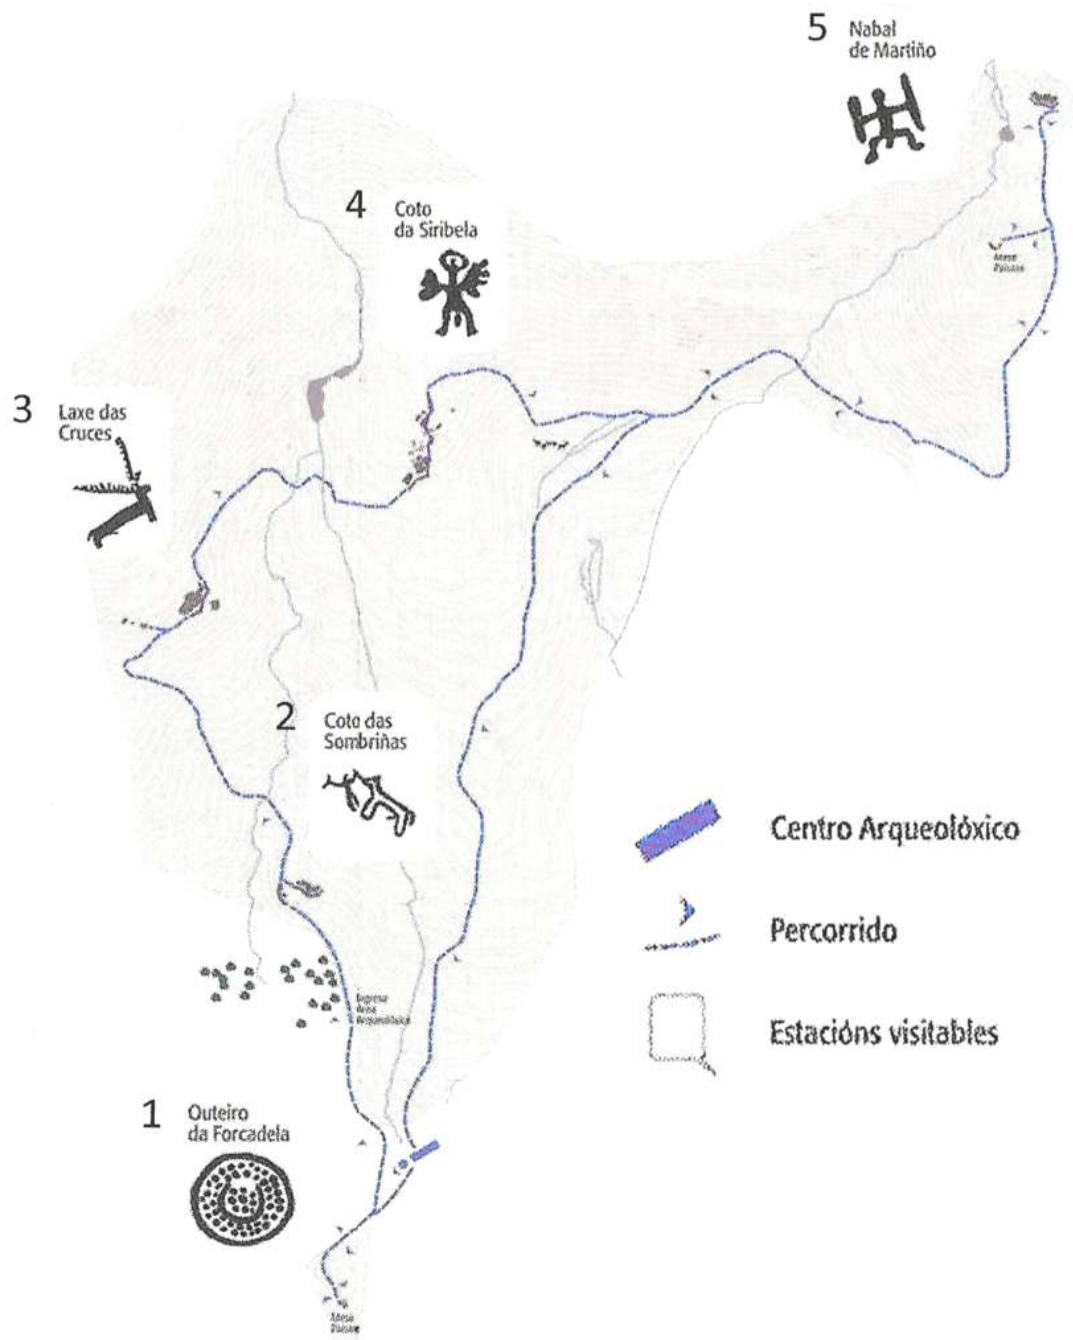 5 Nabal
de Martiño
4 Coto
da Siribela
3 Laxe das
Cruces
2 Coto das
Sombriñas
Centro Arqueolóxico
Percorrido
Estacións visitables
1 Outeiro
da Forcadela